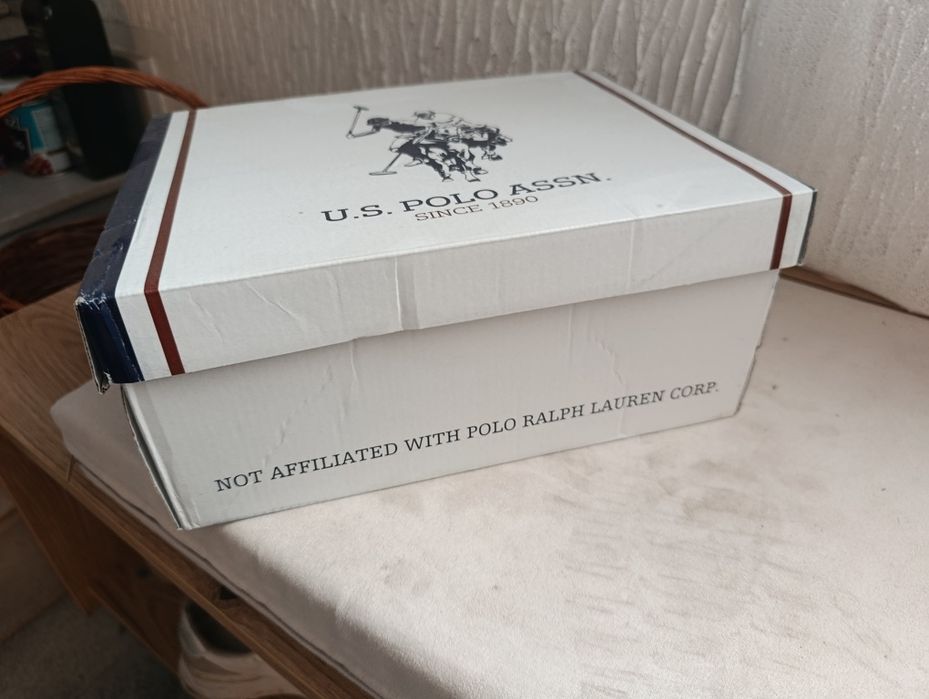 U.S. POLO ASSN.
SINCE 1890
NOT AFFILIATED WITH POLO RALPH LAUREN CORP.